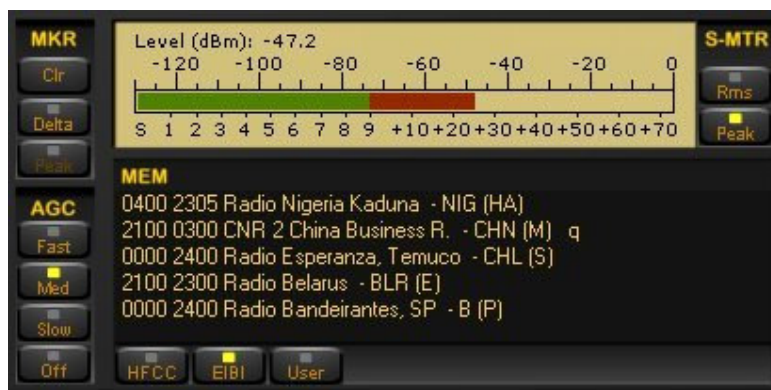 MKR
Clr
Delta
Peak
AGC
Fast
Med
Slow
Off
Level (dBm): -47.2
-120 -100 -80 -60 -40 -20 0
S 1 2 3 4 5 6 7 8 9 +10+20+30+40+50+60+70
S-MTR
Rms
Peak
MEM
0400 2305 Radio Nigeria Kaduna - NIG (HA)
2100 0300 CNR 2 China Business R. - CHN (M) q
0000 2400 Radio Esperanza, Temuco - CHL (S)
2100 2300 Radio Belarus - BLR (E)
0000 2400 Radio Bandeirantes, SP - B (P)
HFCC EIBI User